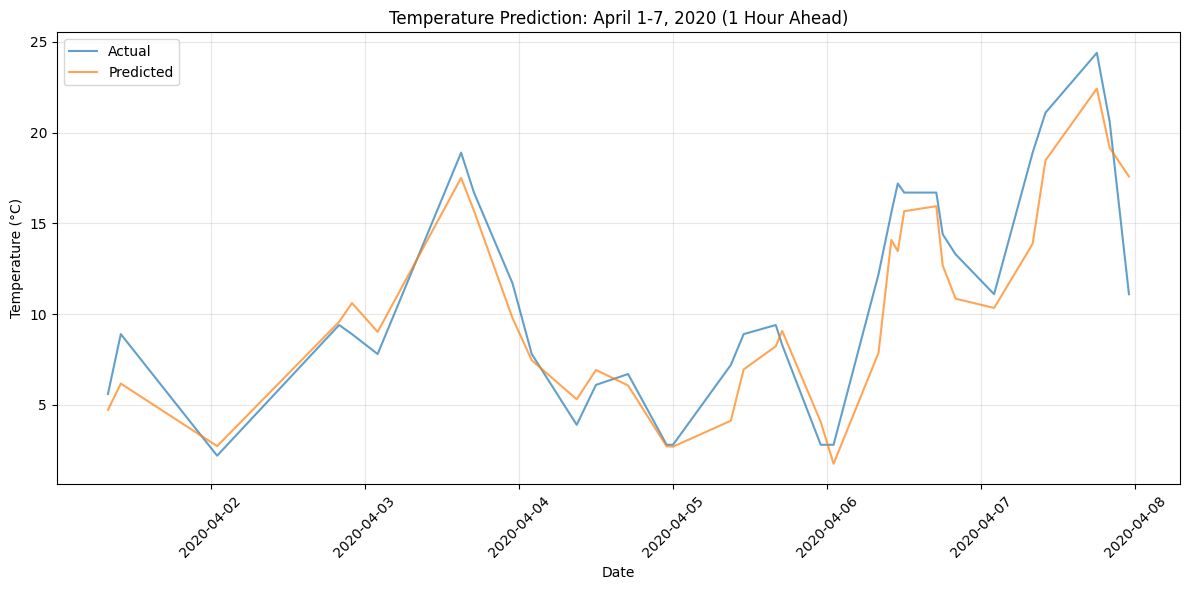 Temperature Prediction: April 1-7, 2020 (1 Hour Ahead)
Actual
Predicted
Temperature (°C)
25
20
15
10
5
2020-04-02
2020-04-03
2020-04-04
2020-04-05
2020-04-06
2020-04-07
2020-04-08
Date